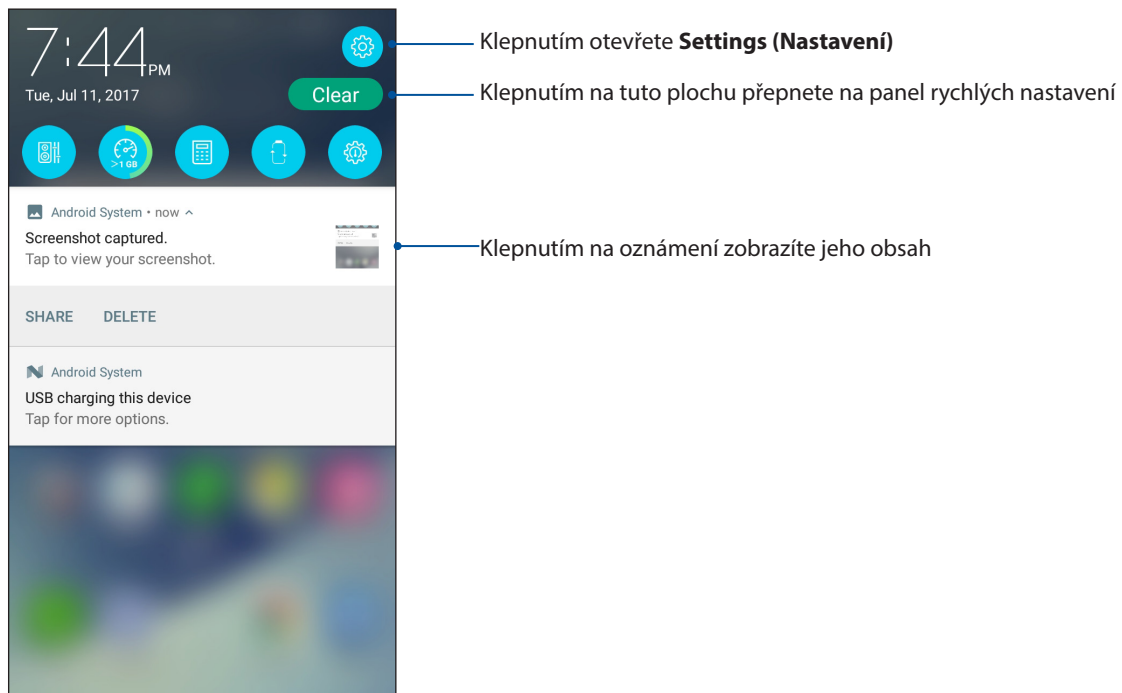 7:44 PM
Klepnutím otevřete Settings (Nastavení)
Tue, Jul 11, 2017
Clear
Klepnutím na tuto plochu přepnete na panel rychlých nastavení
>1 GB
Android System • now
Screenshot captured.
Tap to view your screenshot.
Klepnutím na oznámení zobrazíte jeho obsah
SHARE DELETE
Android System
USB charging this device
Tap for more options.